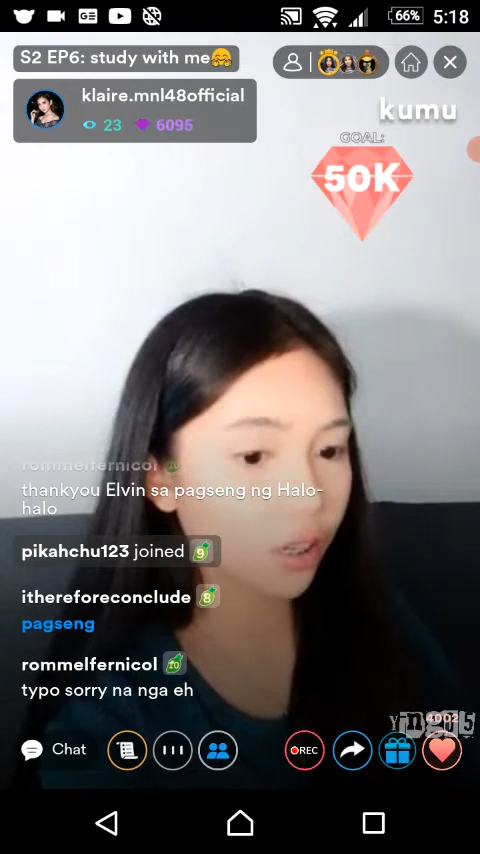 66%
5:18
S2 EP6: study with me🤗
klaire.mnl48official
23
6095
kumu
GOAL:
50K
rommelfernicol
thankyou Elvin sa pagseng ng Halo-
halo
pikahchu123 joined 9
ithereforeconclude 8
pagseng
rommelfernicol 10
typo sorry na nga eh
4002
Chat
REC